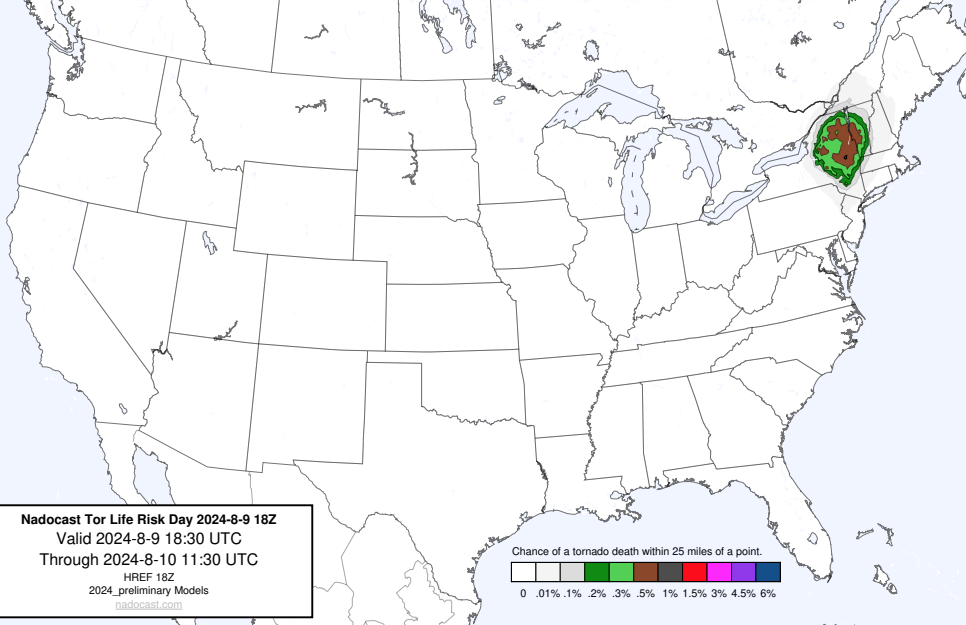 Nadocast Tor Life Risk Day 2024-8-9 18Z
Valid 2024-8-9 18:30 UTC
Through 2024-8-10 11:30 UTC
HREF 18Z
2024_preliminary Models
nadocast.com
Chance of a tornado death within 25 miles of a point.
0 .01% .1% .2% .3% .5% 1% 1.5% 3% 4.5% 6%